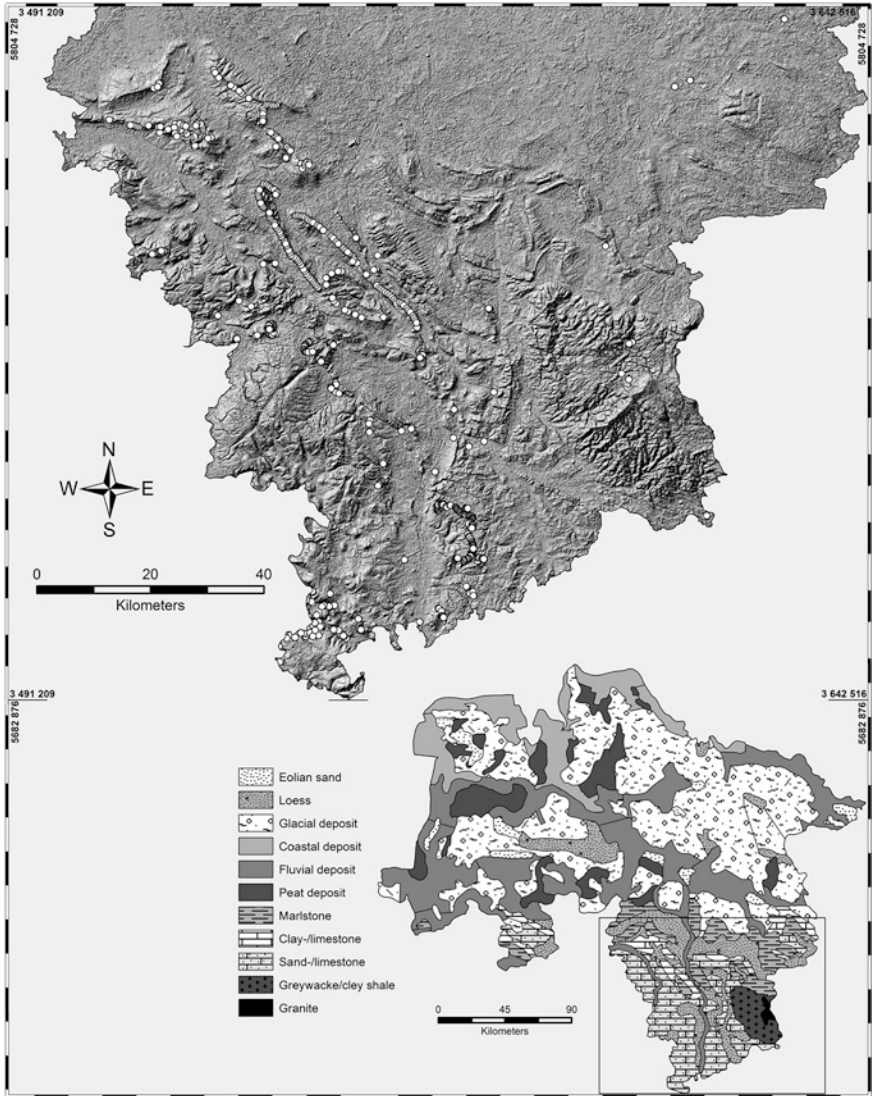 3 491 209
3 642 516
5804 728
5804 728
N
W
E
S
0
20
40
Kilometers
3 491 209
3 642 516
5682 876
5682 876
Eolian sand
Loess
Glacial deposit
Coastal deposit
Fluvial deposit
Peat deposit
Marlstone
Clay-/limestone
Sand-/limestone
Greywacke/cley shale
Granite
0
45
90
Kilometers